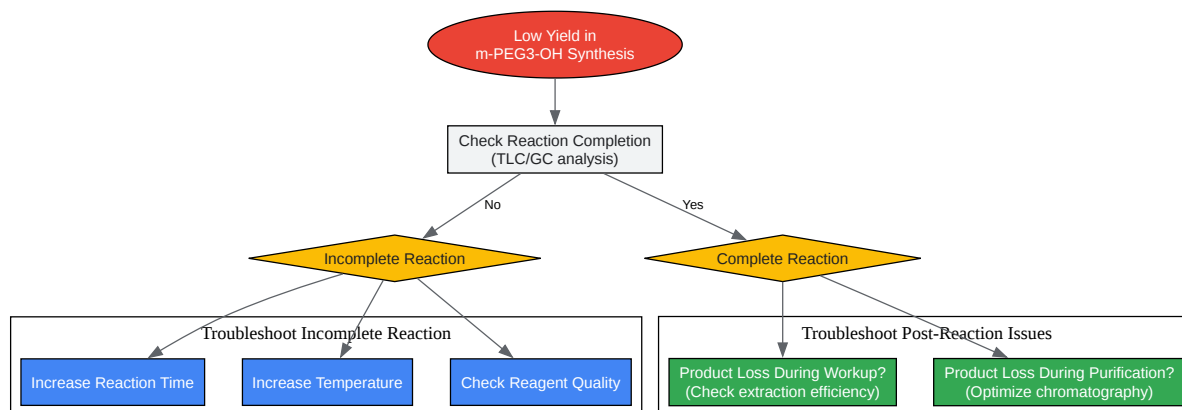 Low Yield in
m-PEG3-OH Synthesis
Check Reaction Completion
(TLC/GC analysis)
No
Yes
Incomplete Reaction
Complete Reaction
Troubleshoot Incomplete Reaction
Troubleshoot Post-Reaction Issues
Increase Reaction Time
Increase Temperature
Check Reagent Quality
Product Loss During Workup?
(Check extraction efficiency)
Product Loss During Purification?
(Optimize chromatography)